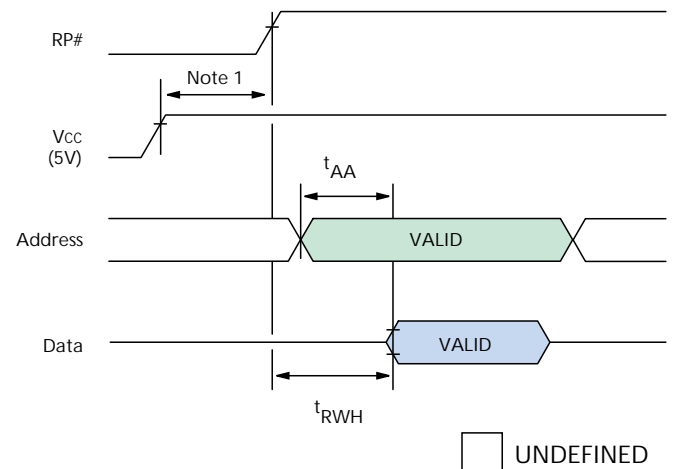 RP#
Note 1
VCC
(5V)
tAA
Address
VALID
Data
VALID
tRWH
UNDEFINED